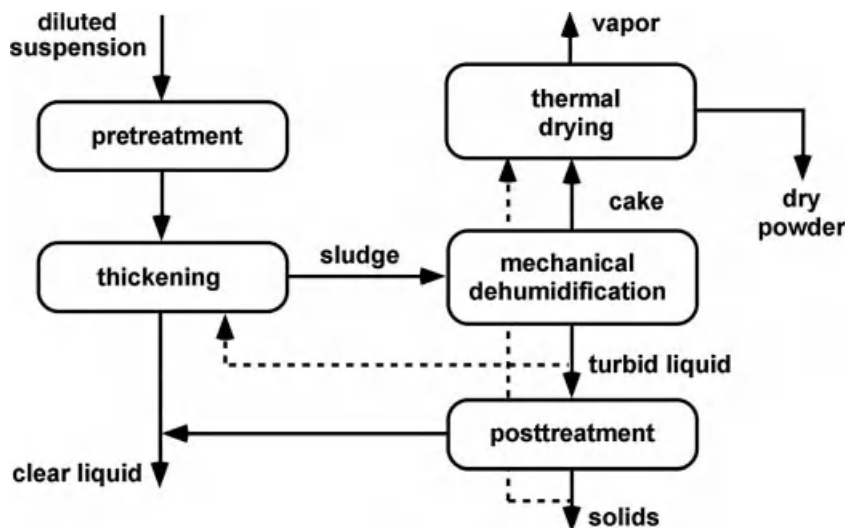 diluted
suspension
pretreatment
thickening
sludge
clear liquid
vapor
thermal
drying
cake
dry
powder
mechanical
dehumidification
turbid liquid
posttreatment
solids